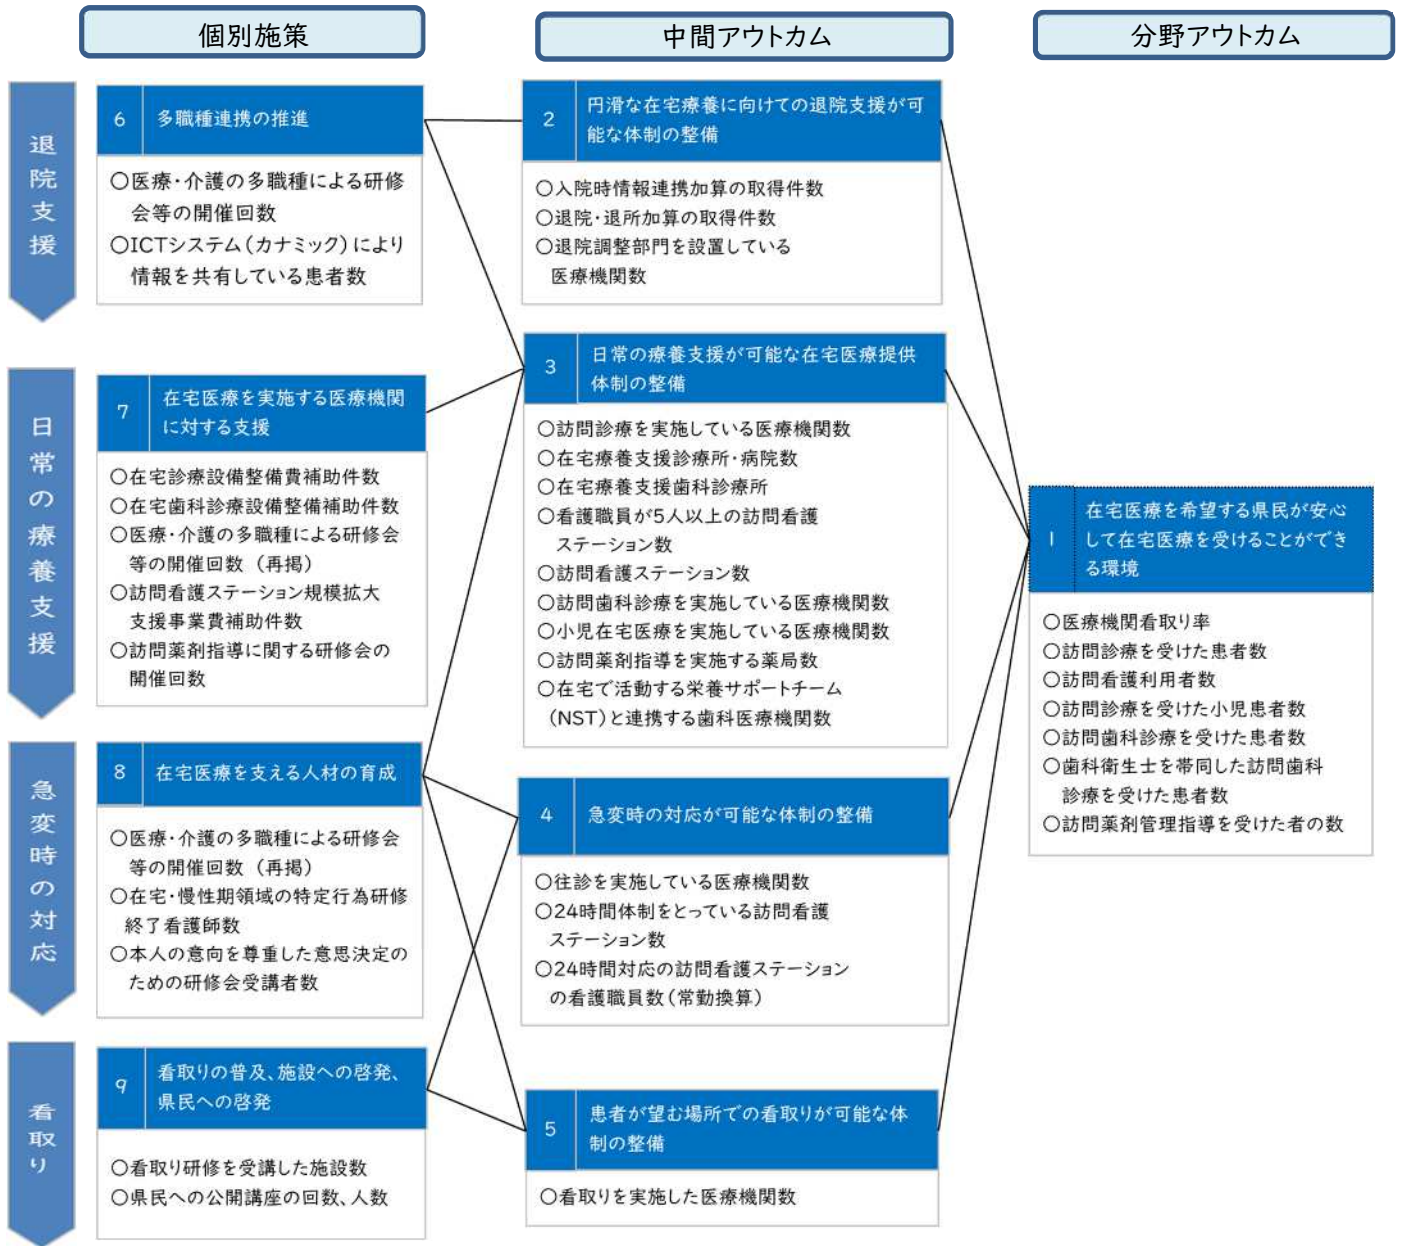 個別施策
中間アウトカム
分野アウトカム
退院支援
6
多職種連携の推進
○医療・介護の多職種による研修
会等の開催回数
○ICTシステム(カナミック)により
情報を共有している患者数
2
円滑な在宅療養に向けての退院支援が可
能な体制の整備
○入院時情報連携加算の取得件数
○退院・退所加算の取得件数
○退院調整部門を設置している
医療機関数
日常の療養支援
7
在宅医療を実施する医療機関
に対する支援
○在宅診療設備整備費補助件数
○在宅歯科診療設備整備補助件数
○医療・介護の多職種による研修会
等の開催回数(再掲)
○訪問看護ステーション規模拡大
支援事業費補助件数
○訪問薬剤指導に関する研修会の
開催回数
3
日常の療養支援が可能な在宅医療提供
体制の整備
○訪問診療を実施している医療機関数
○在宅療養支援診療所・病院数
○在宅療養支援歯科診療所
○看護職員が5人以上の訪問看護
ステーション数
○訪問看護ステーション数
○訪問歯科診療を実施している医療機関数
○小児在宅医療を実施している医療機関数
○訪問薬剤指導を実施する薬局数
○在宅で活動する栄養サポートチーム
(NST)と連携する歯科医療機関数
1
在宅医療を希望する県民が安心
して在宅医療を受けることができ
る環境
○医療機関看取り率
○訪問診療を受けた患者数
○訪問看護利用者数
○訪問診療を受けた小児患者数
○訪問歯科診療を受けた患者数
○歯科衛生士を帯同した訪問歯科
診療を受けた患者数
○訪問薬剤管理指導を受けた者の数
急変時の対応
8
在宅医療を支える人材の育成
○医療・介護の多職種による研修会
等の開催回数(再掲)
○在宅・慢性期領域の特定行為研修
終了看護師数
○本人の意向を尊重した意思決定の
ための研修会受講者数
4
急変時の対応が可能な体制の整備
○往診を実施している医療機関数
○24時間体制をとっている訪問看護
ステーション数
○24時間対応の訪問看護ステーション
の看護職員数(常勤換算)
看取り
9
看取りの普及、施設への啓発、
県民への啓発
○看取り研修を受講した施設数
○県民への公開講座の回数、人数
5
患者が望む場所での看取りが可能な体
制の整備
○看取りを実施した医療機関数